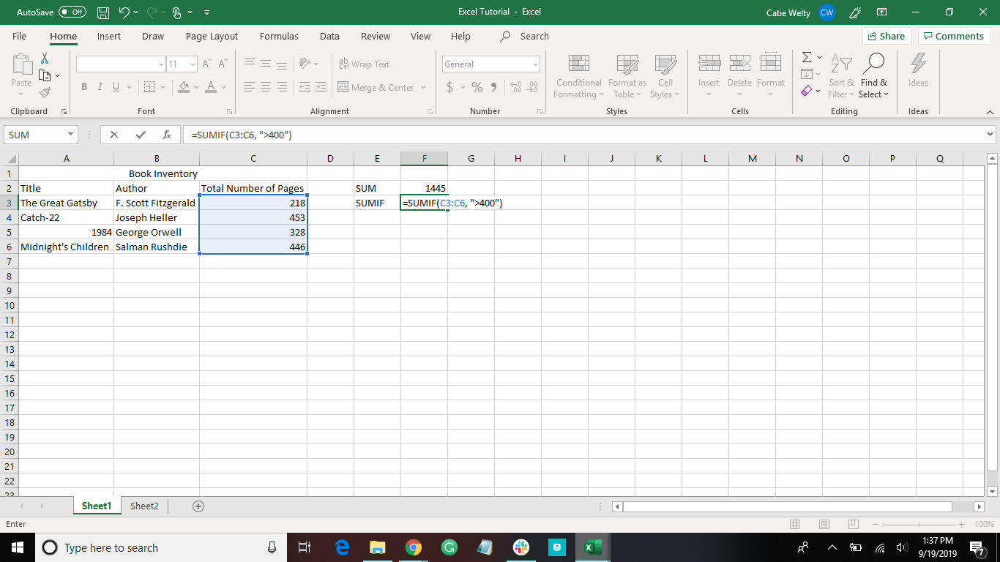 AutoSave Off Excel Tutorial - Excel Catie Welty CW
File Home Insert Draw Page Layout Formulas Data Review View Help Search Share Comments
Paste
Clipboard
11
B I U A
Font
ab Wrap Text
Merge & Center
Alignment
General
$ % 9
Number
Conditional Formatting
Format as Table
Cell Styles
Styles
Insert Delete Format
Cells
Sort & Filter
Find & Select
Editing
Ideas
Ideas
SUM fx =SUMIF(C3:C6, ">400")
A B C D E F G H I J K L M N O P Q
1 Book Inventory
2 Title Author Total Number of Pages SUM 1445
3 The Great Gatsby F. Scott Fitzgerald 218 SUMIF =SUMIF(C3:C6, ">400")
4 Catch-22 Joseph Heller 453
5 1984 George Orwell 328
6 Midnight's Children Salman Rushdie 446
7
8
9
10
11
12
13
14
15
16
17
18
19
20
21
22
23
Sheet1 Sheet2
Enter 100%
Type here to search 1:37 PM
9/19/2019 7